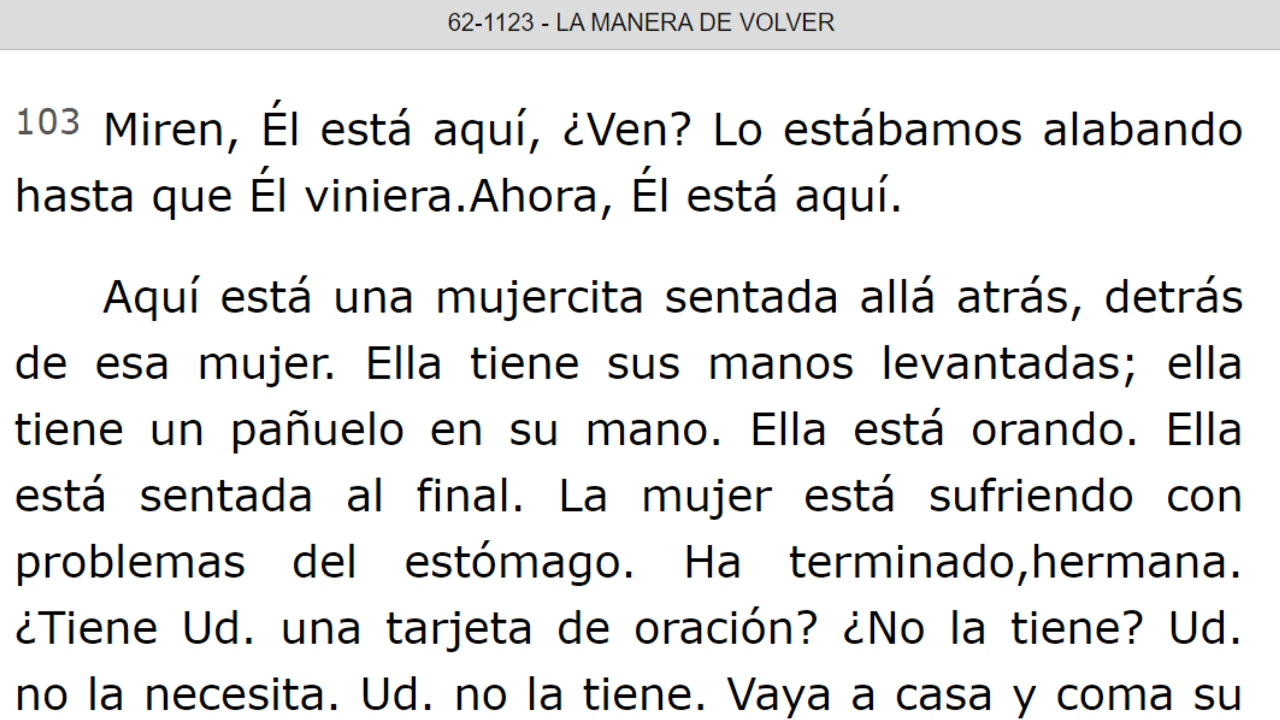 62-1123 - LA MANERA DE VOLVER
103 Miren, Él está aquí, ¿Ven? Lo estábamos alabando
hasta que Él viniera.Ahora, Él está aquí.
Aquí está una mujercita sentada allá atrás, detrás
de esa mujer. Ella tiene sus manos levantadas; ella
tiene un pañuelo en su mano. Ella está orando. Ella
está sentada al final. La mujer está sufriendo con
problemas del estómago. Ha terminado,hermana.
¿Tiene Ud. una tarjeta de oración? ¿No la tiene? Ud.
no la necesita. Ud. no la tiene. Vaya a casa y coma su